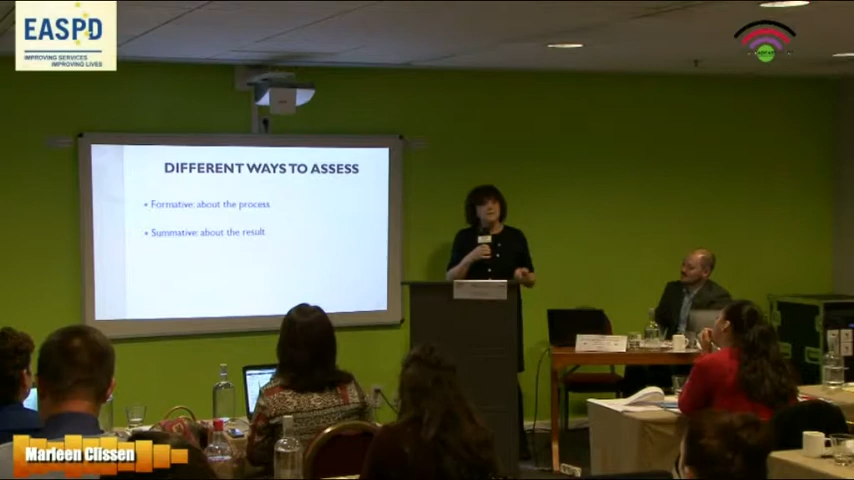 EASPD
IMPROVING SERVICES
IMPROVING LIVES
DIFFERENT WAYS TO ASSESS
• Formative: about the process
• Summative: about the result
Marleen Clissen